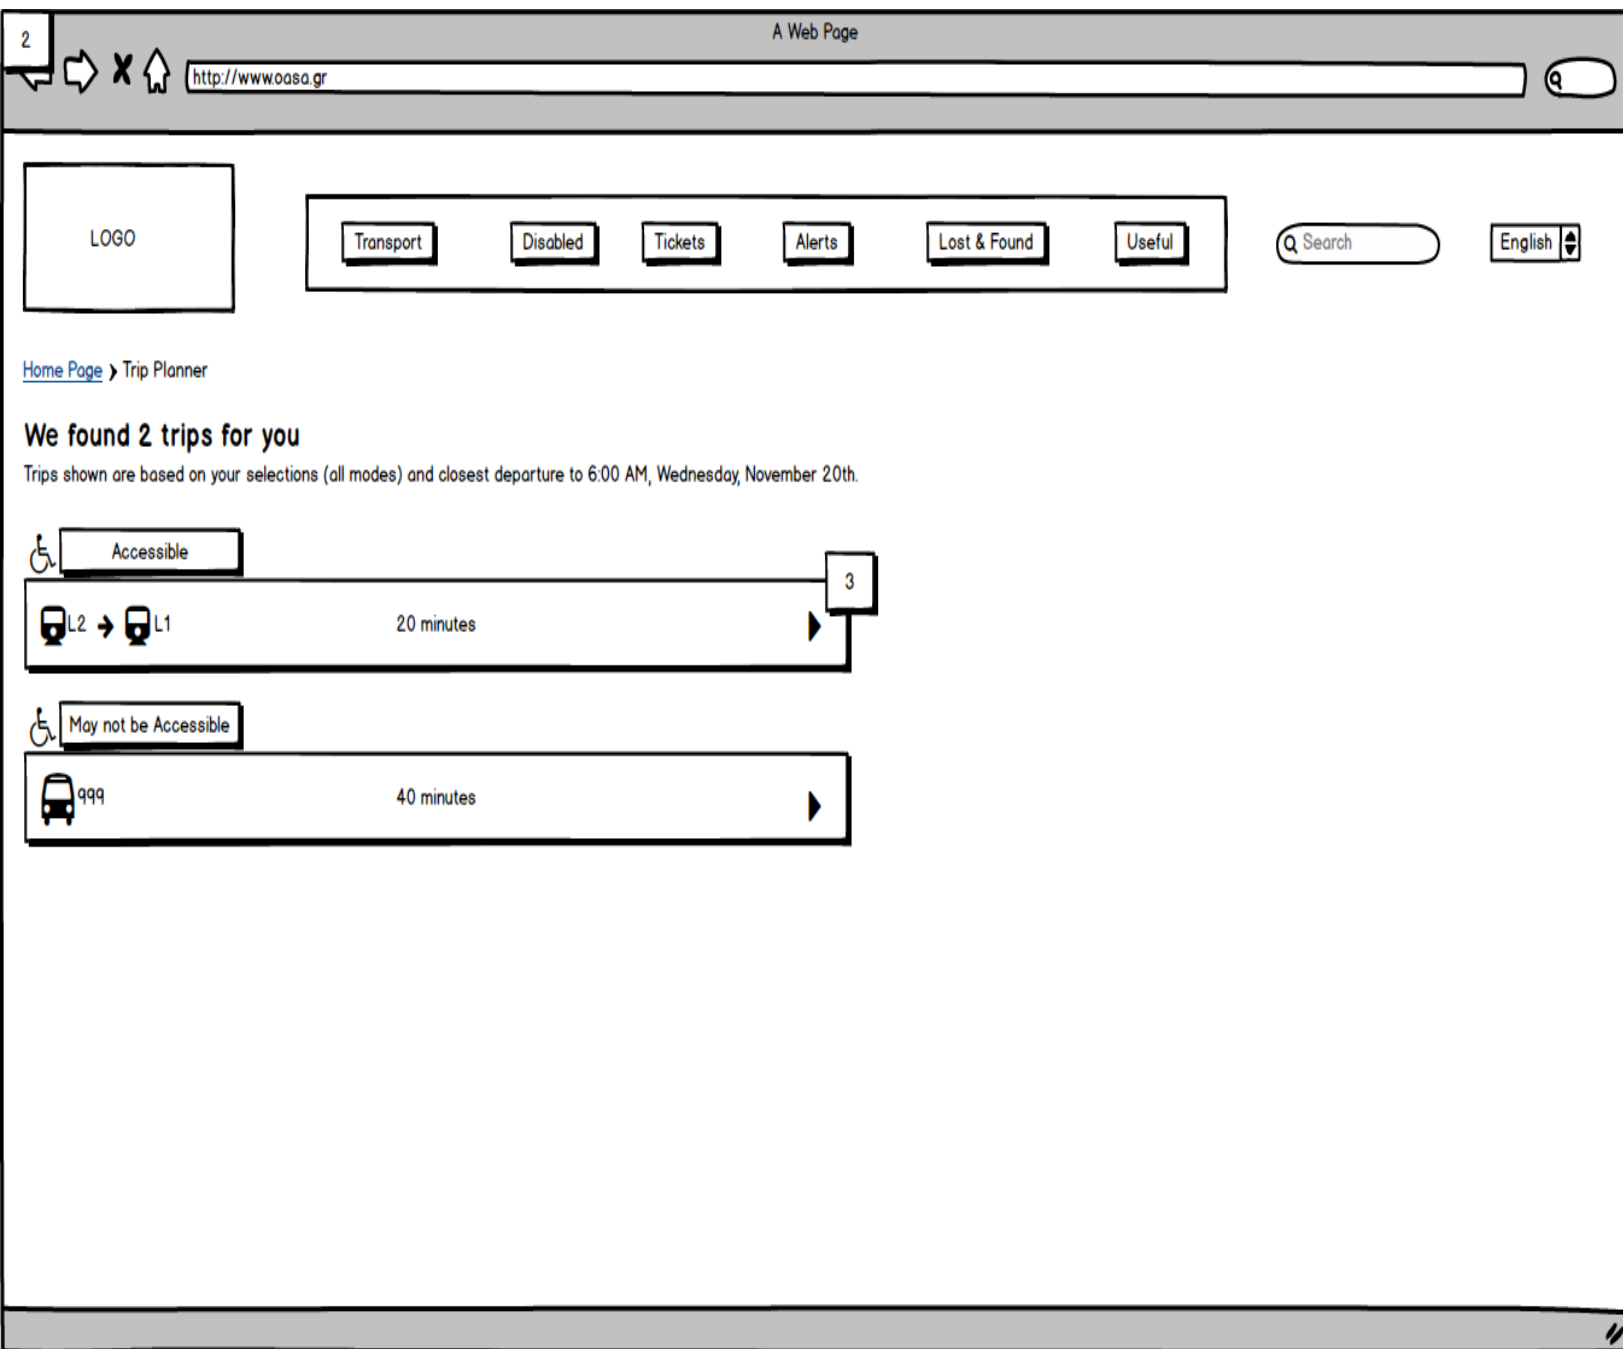 2
A Web Page
http://www.oasa.gr
LOGO
Transport
Disabled
Tickets
Alerts
Lost & Found
Useful
Search
English
Home Page Trip Planner
We found 2 trips for you
Trips shown are based on your selections (all modes) and closest departure to 6:00 AM, Wednesday, November 20th.
Accessible
3
L2 → L1 20 minutes
May not be Accessible
999 40 minutes